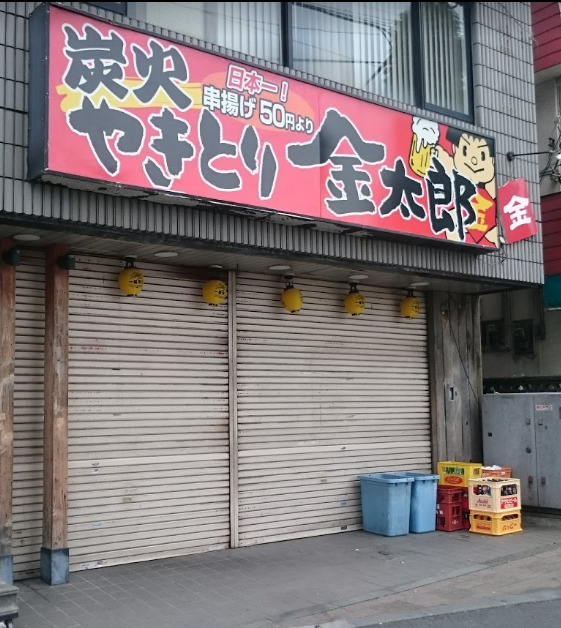 炭火
やきとり
日本一！
串揚げ 50円より
金太郎
金
金